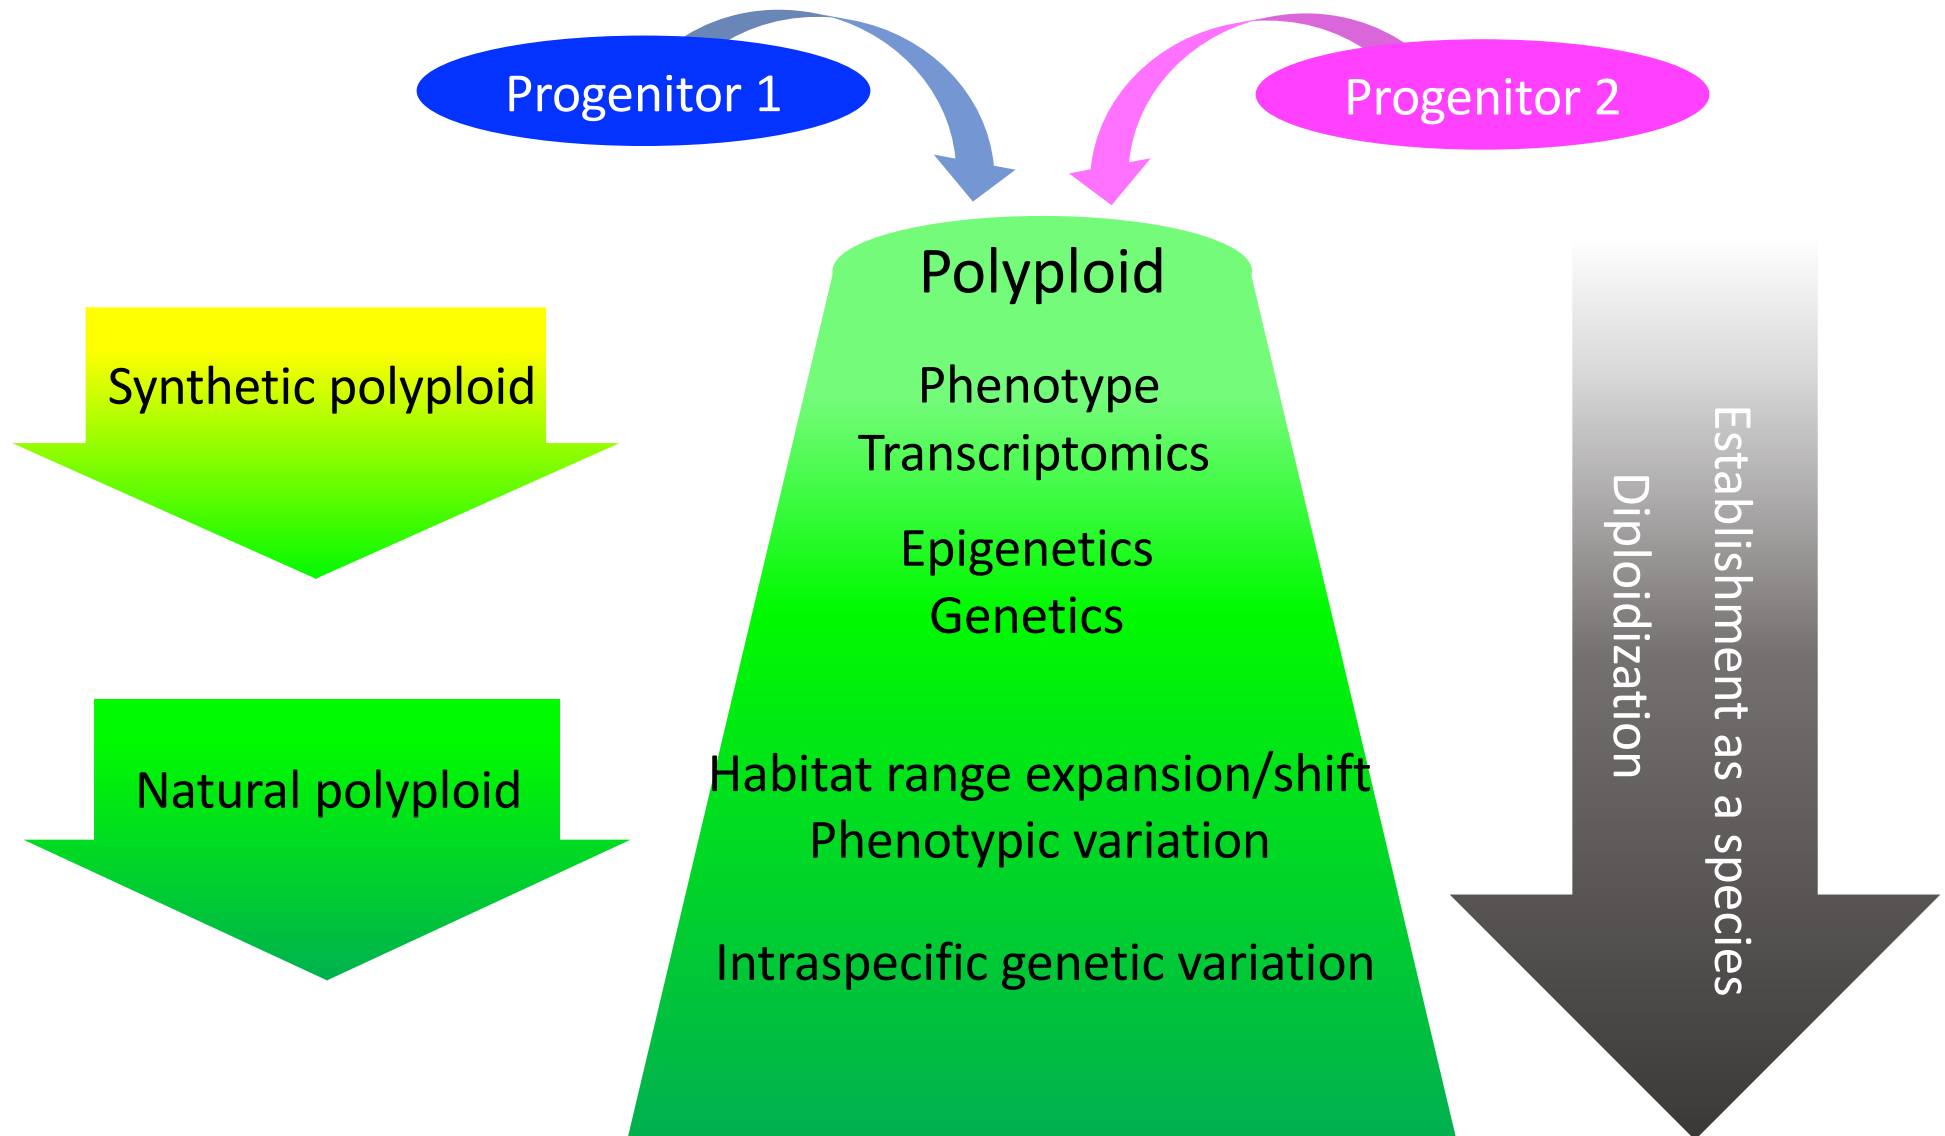 Progenitor 1
Progenitor 2
Polyploid
Phenotype
Transcriptomics
Epigenetics
Genetics
Habitat range expansion/shift
Phenotypic variation
Intraspecific genetic variation
Synthetic polyploid
Natural polyploid
Establishment as a species
Diploidization